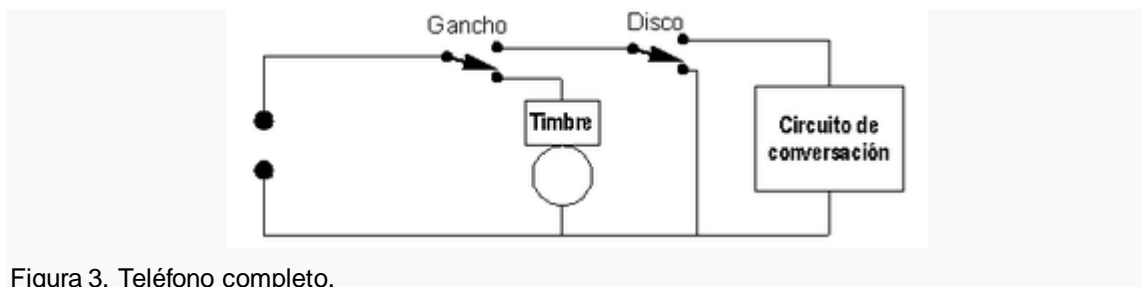 Gancho
Disco
Timbre
Circuito de
conversación
Figura 3. Teléfono completo.